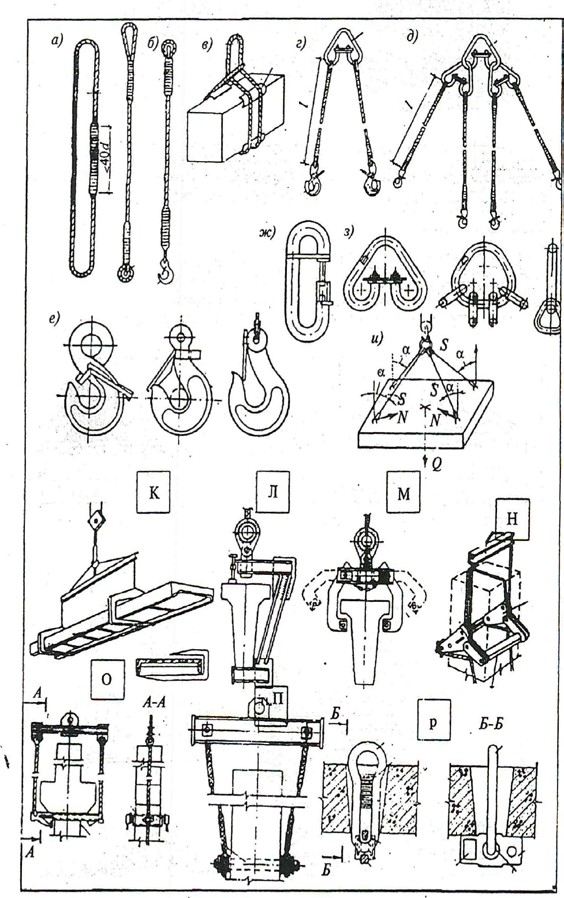 а) б) в) г) д)
l l
≤40d
ж) з)
е) и) S α
α
α
S S α
N N
Q
К Л М Н
О П
А А-А Б р Б-Б
А Б